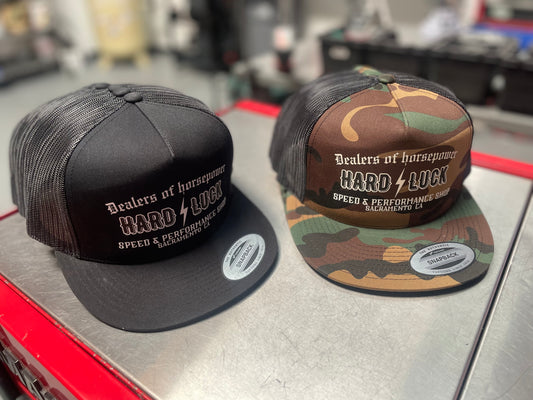 Dealers of horsepower
HARD LUCK
SPEED & PERFORMANCE SHOP
SACRAMENTO CA
SNAPBACK
Dealers of horsepower
HARD LUCK
SPEED & PERFORMANCE SHOP
SACRAMENTO CA
SNAPBACK